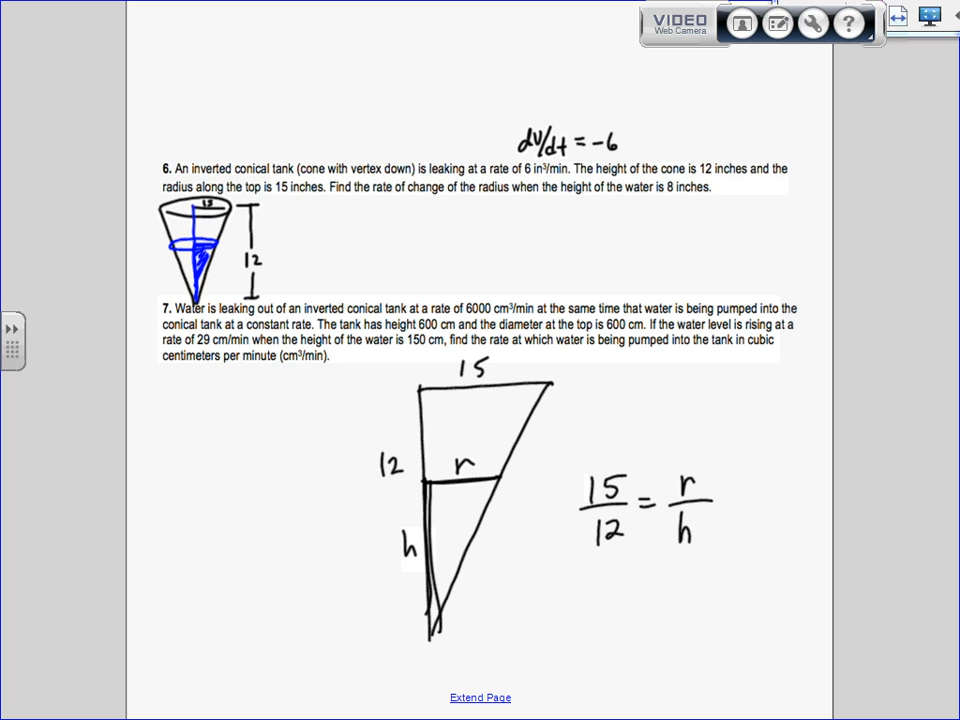 VIDEO
Web Camera
dV/dt = -6
6. An inverted conical tank (cone with vertex down) is leaking at a rate of 6 in³/min. The height of the cone is 12 inches and the
radius along the top is 15 inches. Find the rate of change of the radius when the height of the water is 8 inches.
15
12
7. Water is leaking out of an inverted conical tank at a rate of 6000 cm³/min at the same time that water is being pumped into the
conical tank at a constant rate. The tank has height 600 cm and the diameter at the top is 600 cm. If the water level is rising at a
rate of 29 cm/min when the height of the water is 150 cm, find the rate at which water is being pumped into the tank in cubic
centimeters per minute (cm³/min).
15
12 r
h
15/12 = r/h
Extend Page